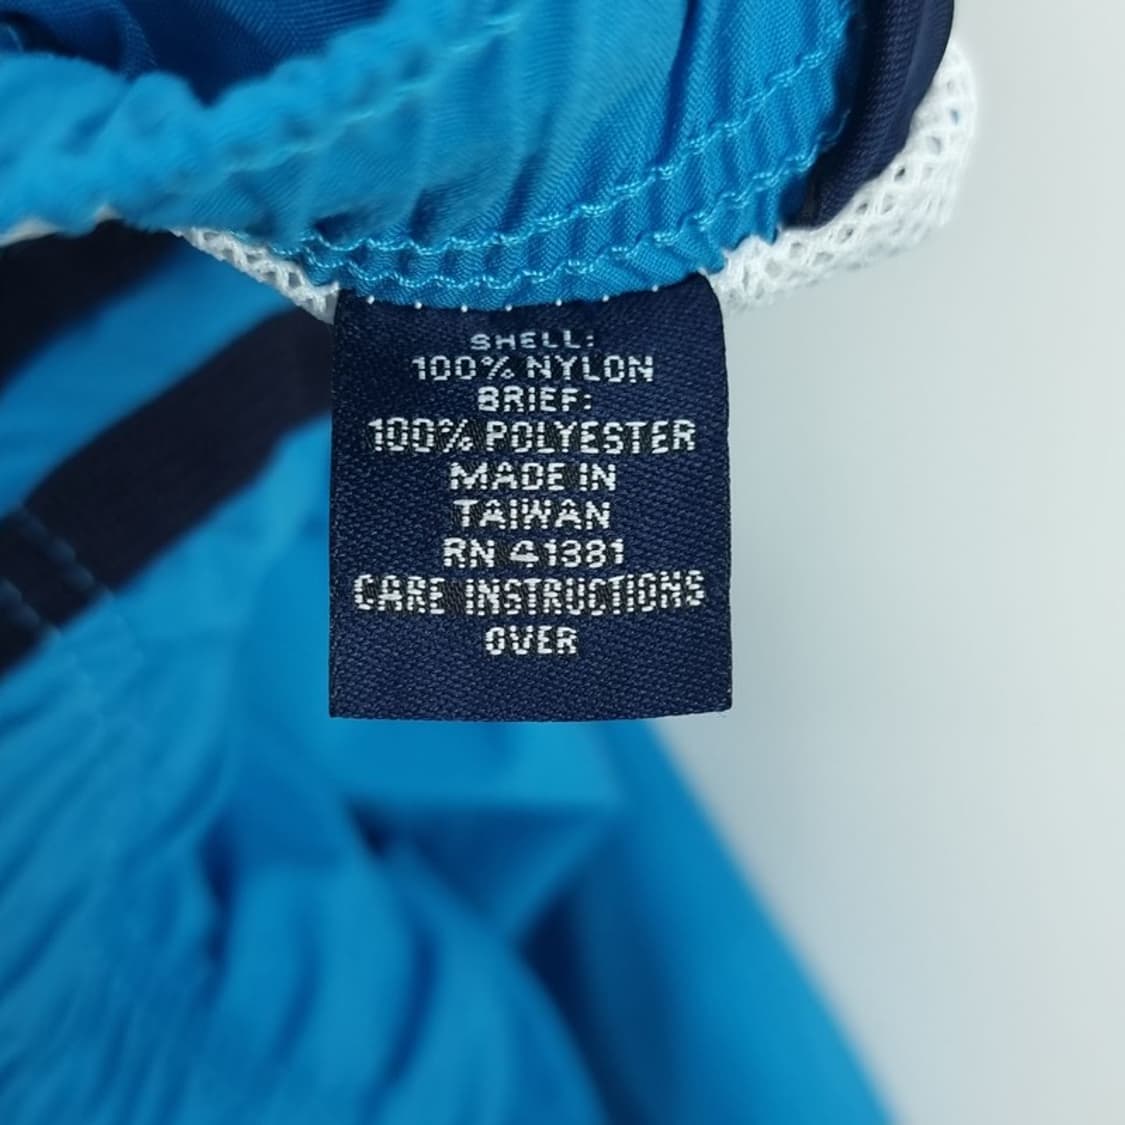 SHELL:
100% NYLON
BRIEF:
100% POLYESTER
MADE IN
TAIWAN
RN 41381
CARE INSTRUCTIONS
OVER